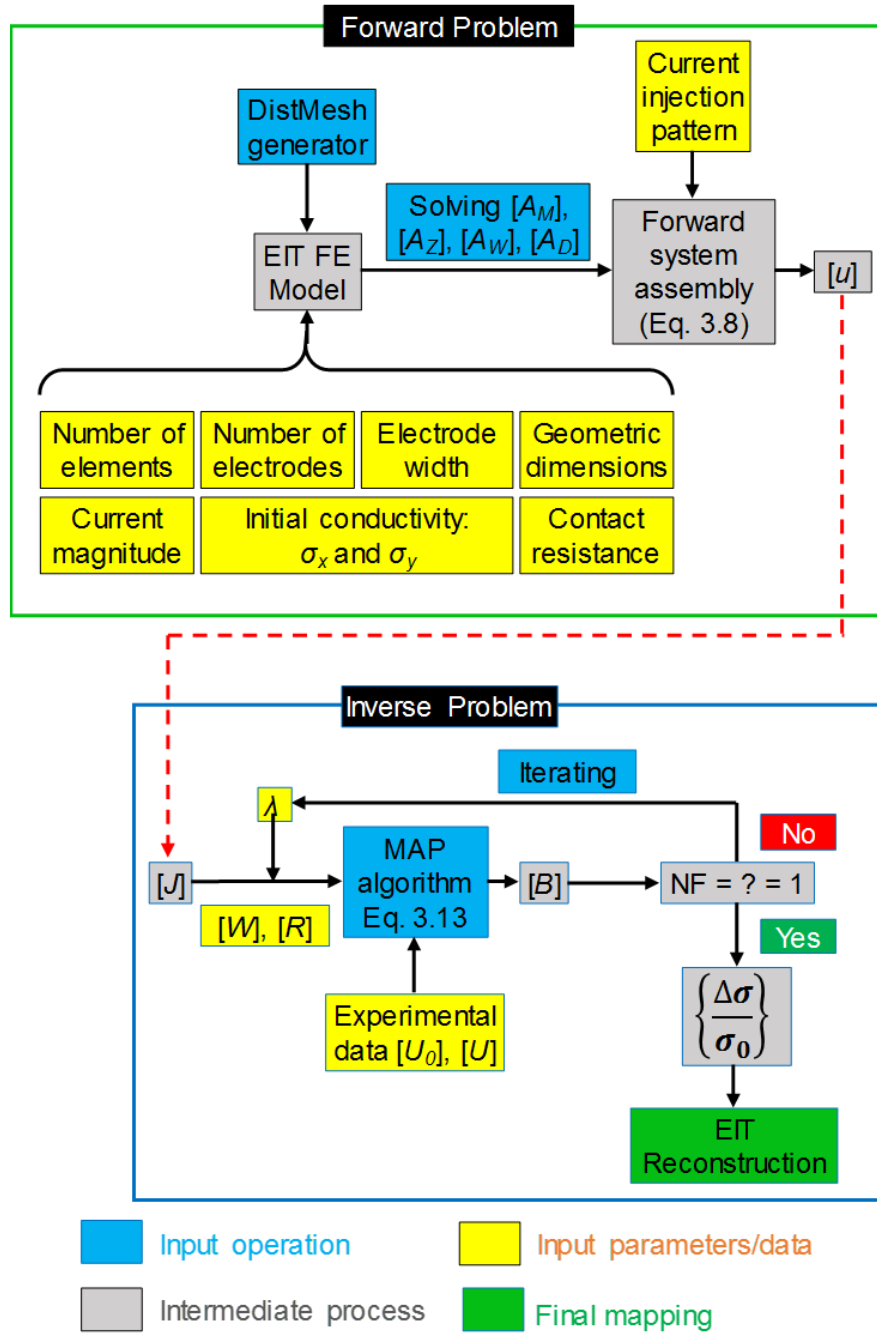 Forward Problem
DistMesh
generator
Current
injection
pattern
Solving [A_M],
[A_Z], [A_W], [A_D]
EIT FE
Model
Forward
system
assembly
(Eq. 3.8)
[u]
Number of
elements
Number of
electrodes
Electrode
width
Geometric
dimensions
Current
magnitude
Initial conductivity:
σ_x and σ_y
Contact
resistance
Inverse Problem
Iterating
λ
No
[J]
MAP
algorithm
Eq. 3.13
[B]
NF = ? = 1
[W], [R]
Yes
{Δσ/σ_0}
Experimental
data [U_0], [U]
EIT
Reconstruction
Input operation
Input parameters/data
Intermediate process
Final mapping